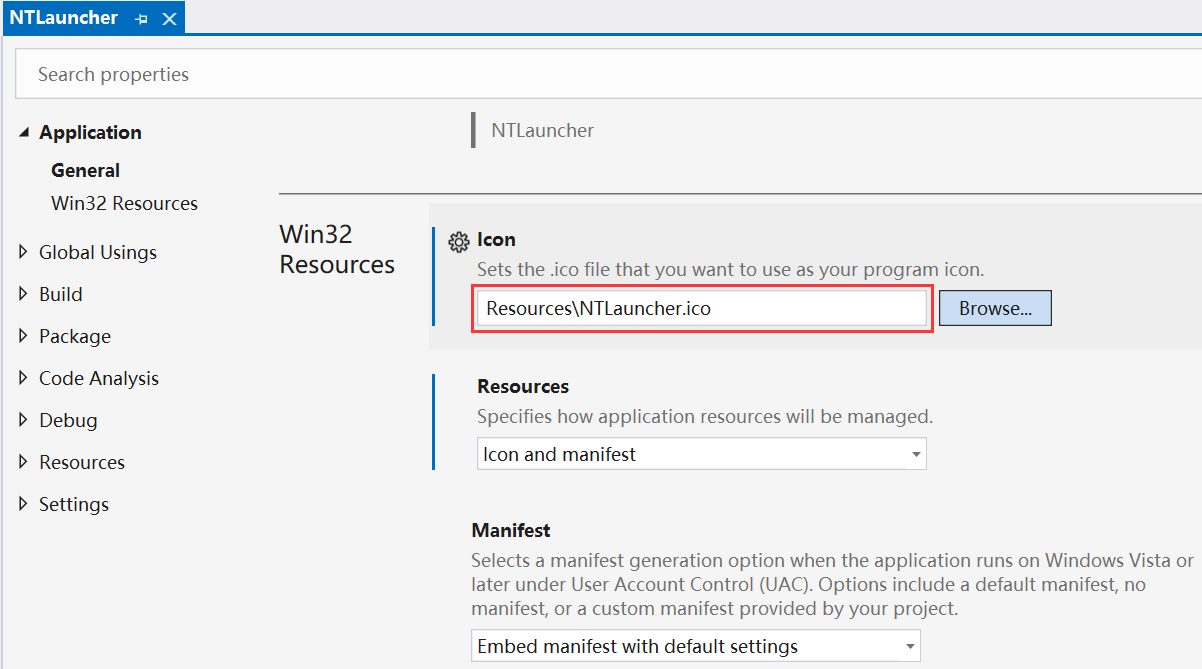 NTLauncher
Search properties
Application
General
Win32 Resources
Global Usings
Build
Package
Code Analysis
Debug
Resources
Settings
NTLauncher
Win32
Resources
Icon
Sets the .ico file that you want to use as your program icon.
Resources\NTLauncher.ico
Browse...
Resources
Specifies how application resources will be managed.
Icon and manifest
Manifest
Selects a manifest generation option when the application runs on Windows Vista or
later under User Account Control (UAC). Options include a default manifest, no
manifest, or a custom manifest provided by your project.
Embed manifest with default settings